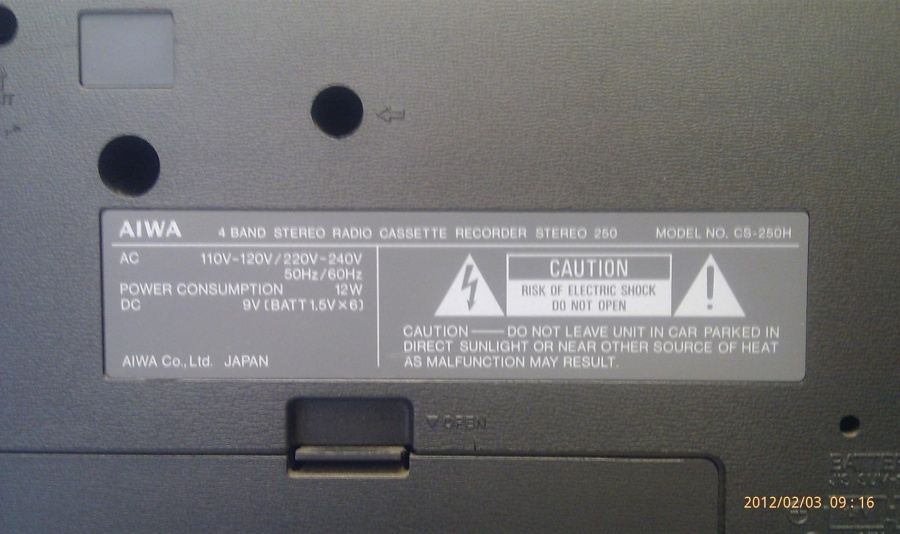 AIWA 4 BAND STEREO RADIO CASSETTE RECORDER STEREO 250 MODEL NO. CS-250H
AC 110V-120V/220V-240V
50Hz/60Hz
POWER CONSUMPTION 12W
DC 9V (BATT 1.5V×6)
AIWA Co., Ltd. JAPAN
CAUTION
RISK OF ELECTRIC SHOCK
DO NOT OPEN
CAUTION — DO NOT LEAVE UNIT IN CAR PARKED IN
DIRECT SUNLIGHT OR NEAR OTHER SOURCE OF HEAT
AS MALFUNCTION MAY RESULT.
▽ OPEN
2012/02/03 09:16